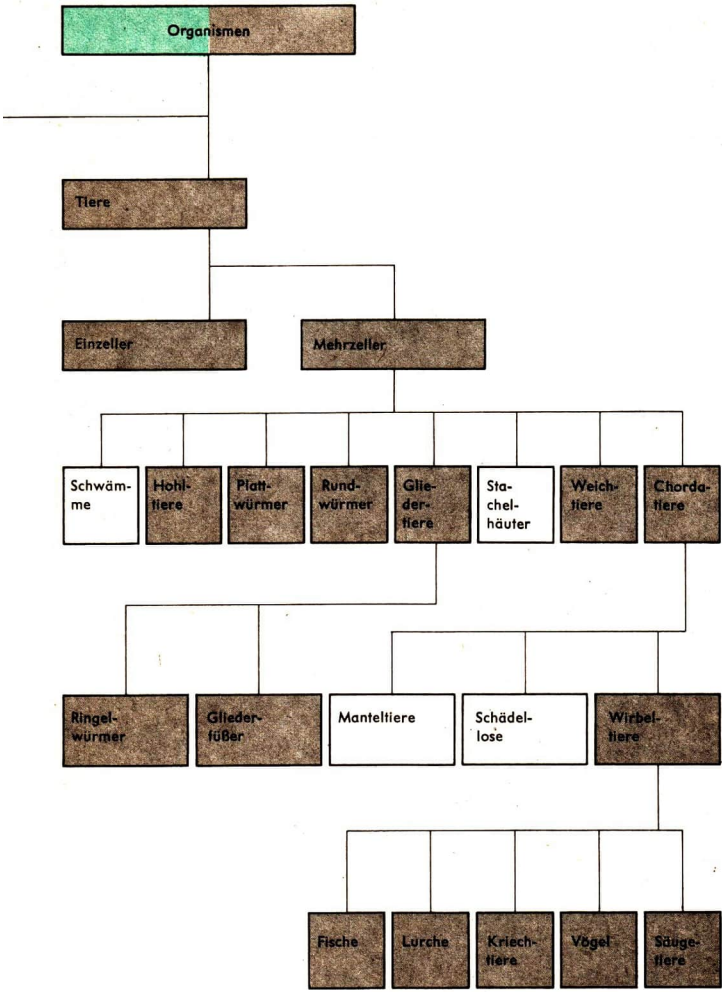 Organismen
Tiere
Einzeller
Mehrzeller
Schwäm-
me
Hohl-
tiere
Platt-
würmer
Rund-
würmer
Glie-
der-
tiere
Sta-
chel-
häuter
Weich-
tiere
Chorda-
tiere
Ringel-
würmer
Glieder-
füßer
Manteltiere
Schädel-
lose
Wirbel-
tiere
Fische
Lurche
Kriech-
tiere
Vögel
Säuge-
tiere